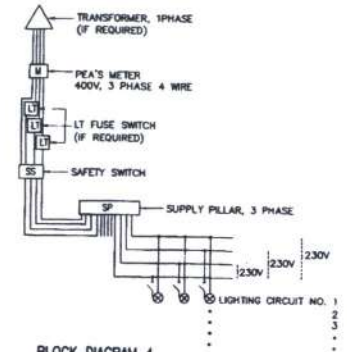 TRANSFORMER, 1PHASE
(IF REQUIRED)
M
PEA'S METER
400V, 3 PHASE 4 WIRE
LT
LT
LT
LT FUSE SWITCH
(IF REQUIRED)
SS
SAFETY SWITCH
SP
SUPPLY PILLAR, 3 PHASE
230V
230V
230V
LIGHTING CIRCUIT NO. 1
2
3
BLOCK DIAGRAM 4